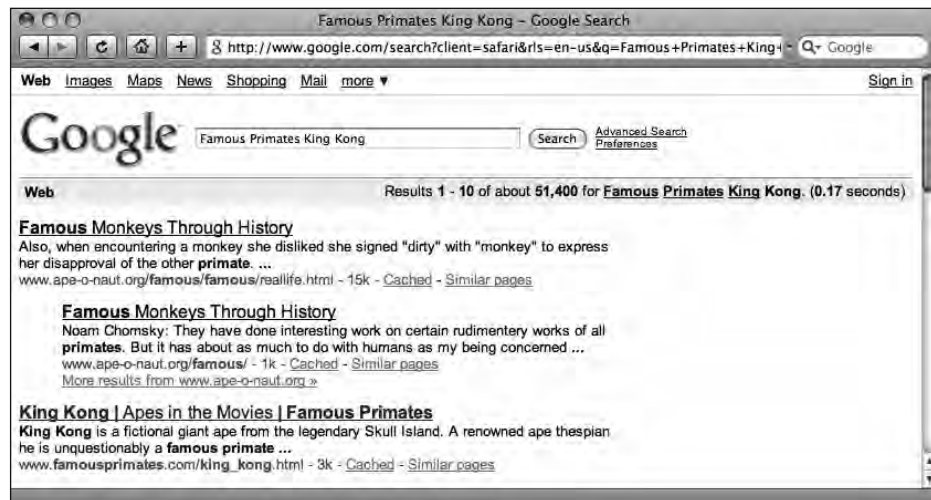 Famous Primates King Kong – Google Search
http://www.google.com/search?client=safari&rls=en-us&q=Famous+Primates+King+ Google
Web Images Maps News Shopping Mail more ▼ Sign in
Google Famous Primates King Kong Search Advanced Search
Preferences
Web Results 1 - 10 of about 51,400 for Famous Primates King Kong. (0.17 seconds)
Famous Monkeys Through History
Also, when encountering a monkey she disliked she signed "dirty" with "monkey" to express
her disapproval of the other primate. ...
www.ape-o-naut.org/famous/famous/reallife.html - 15k - Cached - Similar pages
Famous Monkeys Through History
Noam Chomsky: They have done interesting work on certain rudimentery works of all
primates. But it has about as much to do with humans as my being concerned ...
www.ape-o-naut.org/famous/ - 1k - Cached - Similar pages
More results from www.ape-o-naut.org »
King Kong | Apes in the Movies | Famous Primates
King Kong is a fictional giant ape from the legendary Skull Island. A renowned ape thespian
he is unquestionably a famous primate ...
www.famousprimates.com/king_kong.html - 3k - Cached - Similar pages